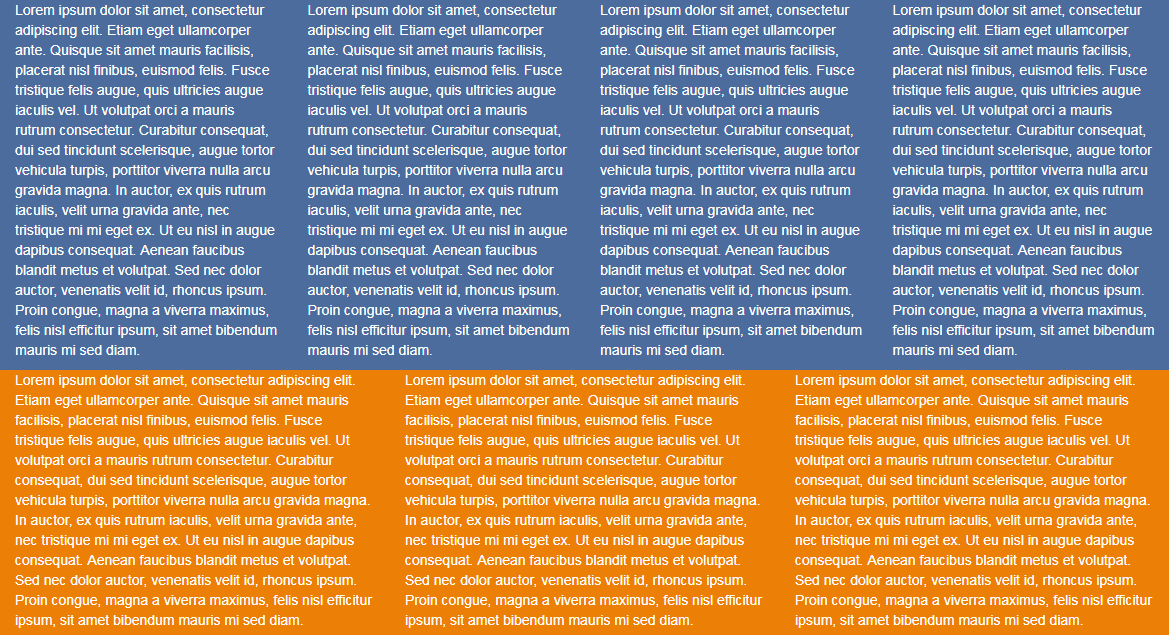 Lorem ipsum dolor sit amet, consectetur
adipiscing elit. Etiam eget ullamcorper
ante. Quisque sit amet mauris facilisis,
placerat nisl finibus, euismod felis. Fusce
tristique felis augue, quis ultricies augue
iaculis vel. Ut volutpat orci a mauris
rutrum consectetur. Curabitur consequat,
dui sed tincidunt scelerisque, augue tortor
vehicula turpis, porttitor viverra nulla arcu
gravida magna. In auctor, ex quis rutrum
iaculis, velit urna gravida ante, nec
tristique mi mi eget ex. Ut eu nisl in augue
dapibus consequat. Aenean faucibus
blandit metus et volutpat. Sed nec dolor
auctor, venenatis velit id, rhoncus ipsum.
Proin congue, magna a viverra maximus,
felis nisl efficitur ipsum, sit amet bibendum
mauris mi sed diam.
Lorem ipsum dolor sit amet, consectetur
adipiscing elit. Etiam eget ullamcorper
ante. Quisque sit amet mauris facilisis,
placerat nisl finibus, euismod felis. Fusce
tristique felis augue, quis ultricies augue
iaculis vel. Ut volutpat orci a mauris
rutrum consectetur. Curabitur consequat,
dui sed tincidunt scelerisque, augue tortor
vehicula turpis, porttitor viverra nulla arcu
gravida magna. In auctor, ex quis rutrum
iaculis, velit urna gravida ante, nec
tristique mi mi eget ex. Ut eu nisl in augue
dapibus consequat. Aenean faucibus
blandit metus et volutpat. Sed nec dolor
auctor, venenatis velit id, rhoncus ipsum.
Proin congue, magna a viverra maximus,
felis nisl efficitur ipsum, sit amet bibendum
mauris mi sed diam.
Lorem ipsum dolor sit amet, consectetur
adipiscing elit. Etiam eget ullamcorper
ante. Quisque sit amet mauris facilisis,
placerat nisl finibus, euismod felis. Fusce
tristique felis augue, quis ultricies augue
iaculis vel. Ut volutpat orci a mauris
rutrum consectetur. Curabitur consequat,
dui sed tincidunt scelerisque, augue tortor
vehicula turpis, porttitor viverra nulla arcu
gravida magna. In auctor, ex quis rutrum
iaculis, velit urna gravida ante, nec
tristique mi mi eget ex. Ut eu nisl in augue
dapibus consequat. Aenean faucibus
blandit metus et volutpat. Sed nec dolor
auctor, venenatis velit id, rhoncus ipsum.
Proin congue, magna a viverra maximus,
felis nisl efficitur ipsum, sit amet bibendum
mauris mi sed diam.
Lorem ipsum dolor sit amet, consectetur
adipiscing elit. Etiam eget ullamcorper
ante. Quisque sit amet mauris facilisis,
placerat nisl finibus, euismod felis. Fusce
tristique felis augue, quis ultricies augue
iaculis vel. Ut volutpat orci a mauris
rutrum consectetur. Curabitur consequat,
dui sed tincidunt scelerisque, augue tortor
vehicula turpis, porttitor viverra nulla arcu
gravida magna. In auctor, ex quis rutrum
iaculis, velit urna gravida ante, nec
tristique mi mi eget ex. Ut eu nisl in augue
dapibus consequat. Aenean faucibus
blandit metus et volutpat. Sed nec dolor
auctor, venenatis velit id, rhoncus ipsum.
Proin congue, magna a viverra maximus,
felis nisl efficitur ipsum, sit amet bibendum
mauris mi sed diam.
Lorem ipsum dolor sit amet, consectetur adipiscing elit.
Etiam eget ullamcorper ante. Quisque sit amet mauris
facilisis, placerat nisl finibus, euismod felis. Fusce
tristique felis augue, quis ultricies augue iaculis vel. Ut
volutpat orci a mauris rutrum consectetur. Curabitur
consequat, dui sed tincidunt scelerisque, augue tortor
vehicula turpis, porttitor viverra nulla arcu gravida magna.
In auctor, ex quis rutrum iaculis, velit urna gravida ante,
nec tristique mi mi eget ex. Ut eu nisl in augue dapibus
consequat. Aenean faucibus blandit metus et volutpat.
Sed nec dolor auctor, venenatis velit id, rhoncus ipsum.
Proin congue, magna a viverra maximus, felis nisl efficitur
ipsum, sit amet bibendum mauris mi sed diam.
Lorem ipsum dolor sit amet, consectetur adipiscing elit.
Etiam eget ullamcorper ante. Quisque sit amet mauris
facilisis, placerat nisl finibus, euismod felis. Fusce
tristique felis augue, quis ultricies augue iaculis vel. Ut
volutpat orci a mauris rutrum consectetur. Curabitur
consequat, dui sed tincidunt scelerisque, augue tortor
vehicula turpis, porttitor viverra nulla arcu gravida magna.
In auctor, ex quis rutrum iaculis, velit urna gravida ante,
nec tristique mi mi eget ex. Ut eu nisl in augue dapibus
consequat. Aenean faucibus blandit metus et volutpat.
Sed nec dolor auctor, venenatis velit id, rhoncus ipsum.
Proin congue, magna a viverra maximus, felis nisl efficitur
ipsum, sit amet bibendum mauris mi sed diam.
Lorem ipsum dolor sit amet, consectetur adipiscing elit.
Etiam eget ullamcorper ante. Quisque sit amet mauris
facilisis, placerat nisl finibus, euismod felis. Fusce
tristique felis augue, quis ultricies augue iaculis vel. Ut
volutpat orci a mauris rutrum consectetur. Curabitur
consequat, dui sed tincidunt scelerisque, augue tortor
vehicula turpis, porttitor viverra nulla arcu gravida magna.
In auctor, ex quis rutrum iaculis, velit urna gravida ante,
nec tristique mi mi eget ex. Ut eu nisl in augue dapibus
consequat. Aenean faucibus blandit metus et volutpat.
Sed nec dolor auctor, venenatis velit id, rhoncus ipsum.
Proin congue, magna a viverra maximus, felis nisl efficitur
ipsum, sit amet bibendum mauris mi sed diam.